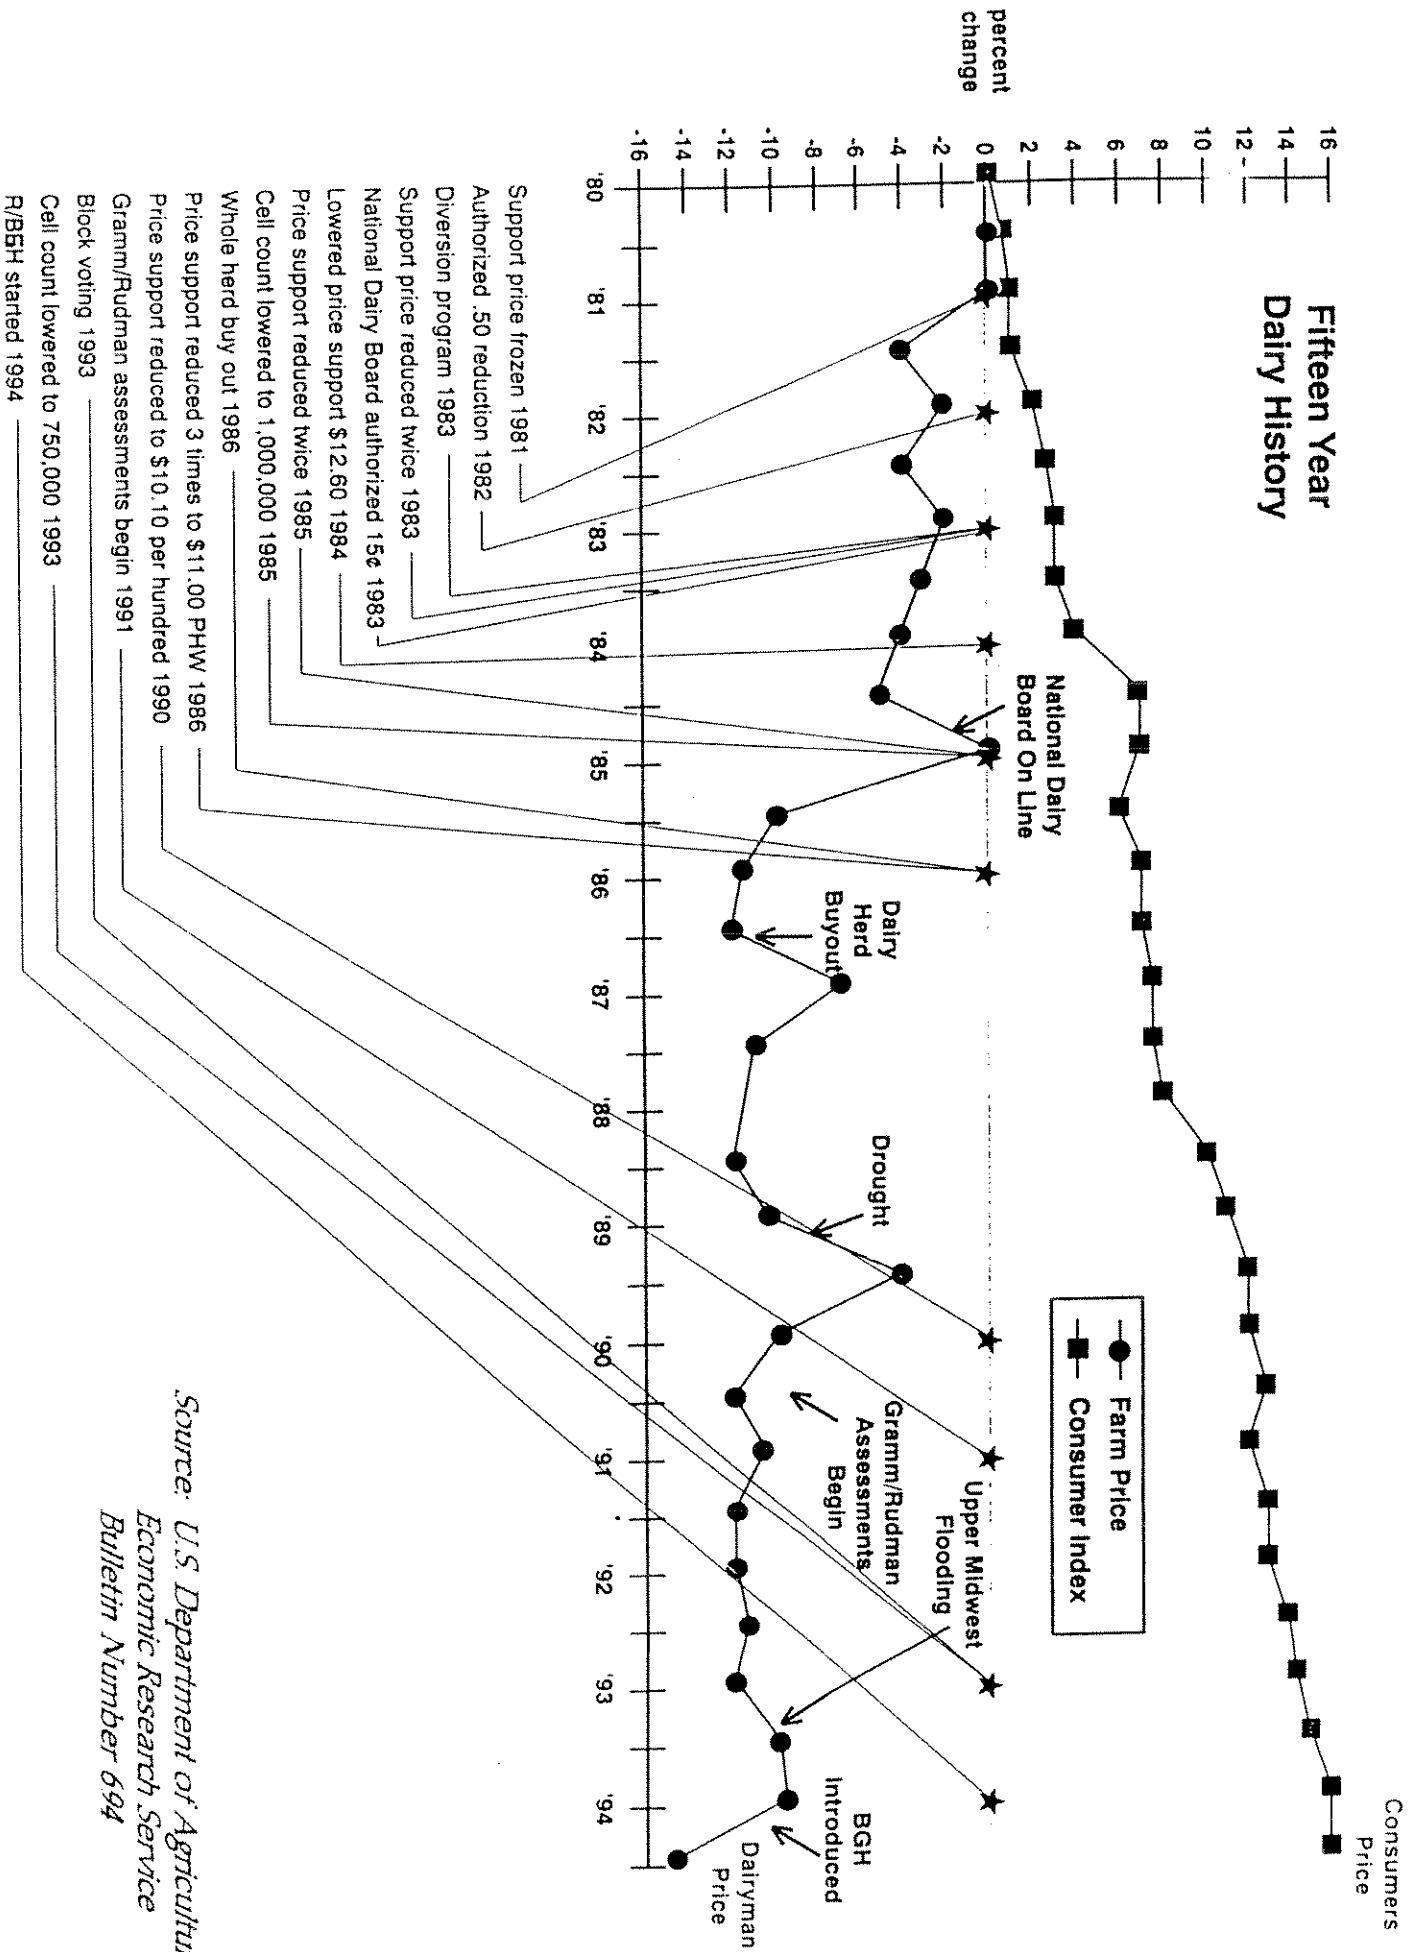 Fifteen Year
Dairy History
Consumers
Price
percent
change
16
14
12
10
8
6
4
2
0
-2
-4
-6
-8
-10
-12
-14
-16
Farm Price
Consumer Index
National Dairy
Board On Line
Dairy
Herd
Buyout
Drought
Gramm/Rudman
Assessments
Begin
Upper Midwest
Flooding
BGH
Introduced
Dairyman
Price
'80
'81
'82
'83
'84
'85
'86
'87
'88
'89
'90
'91
'92
'93
'94
Support price frozen 1981
Authorized .50 reduction 1982
Diversion program 1983
Support price reduced twice 1983
National Dairy Board authorized 15¢ 1983
Lowered price support $12.60 1984
Price support reduced twice 1985
Cell count lowered to 1,000,000 1985
Whole herd buy out 1986
Price support reduced 3 times to $11.00 PHW 1986
Price support reduced to $10.10 per hundred 1990
Gramm/Rudman assessments begin 1991
Block voting 1993
Cell count lowered to 750,000 1993
R/BGH started 1994
Source: U.S. Department of Agricultu
Economic Research Service
Bulletin Number 694